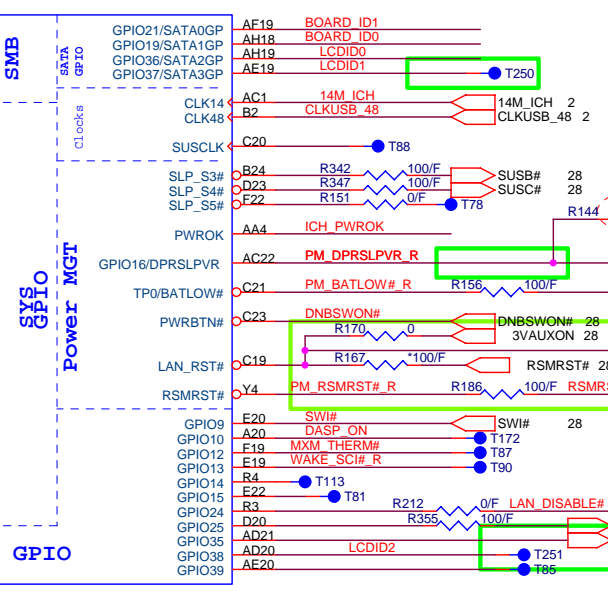 SMB
SATA GPIO
Clocks
SYS GPIO
Power MGT
GPIO
GPIO21/SATA0GP AF19 BOARD_ID1
GPIO19/SATA1GP AH18 BOARD_ID0
GPIO36/SATA2GP AH19 LCDID0
GPIO37/SATA3GP AE19 LCDID1 T250
CLK14 AC1 14M_ICH 14M_ICH 2
CLK48 B2 CLKUSB_48 CLKUSB_48 2
SUSCLK C20 T88
SLP_S3# B24 R342 100/F SUSB# 28
SLP_S4# D23 R347 100/F SUSC# 28
SLP_S5# F22 R151 0/F T78
R144
PWROK AA4 ICH_PWROK
GPIO16/DPRSLPVR AC22 PM_DPRSLPVR_R
TP0/BATLOW# C21 PM_BATLOW#_R R156 100/F
PWRBTN# C23 DNBSWON# DNBSWON# 28
R170 0 3VAUXON 28
LAN_RST# C19 R167 *100/F RSMRST# 28
RSMRST# Y4 PM_RSMRST#_R R186 100/F RSMRS
GPIO9 E20 SWI# SWI# 28
GPIO10 A20 DASP_ON T172
GPIO12 F19 MXM_THERM# T87
GPIO13 E19 WAKE_SCI#_R T90
GPIO14 R4 T113
GPIO15 E22 T81
GPIO24 R3 R212 0/F LAN_DISABLE#
GPIO25 D20 R355 100/F
GPIO35 AD21
GPIO38 AD20 LCDID2 T251
GPIO39 AE20 T85